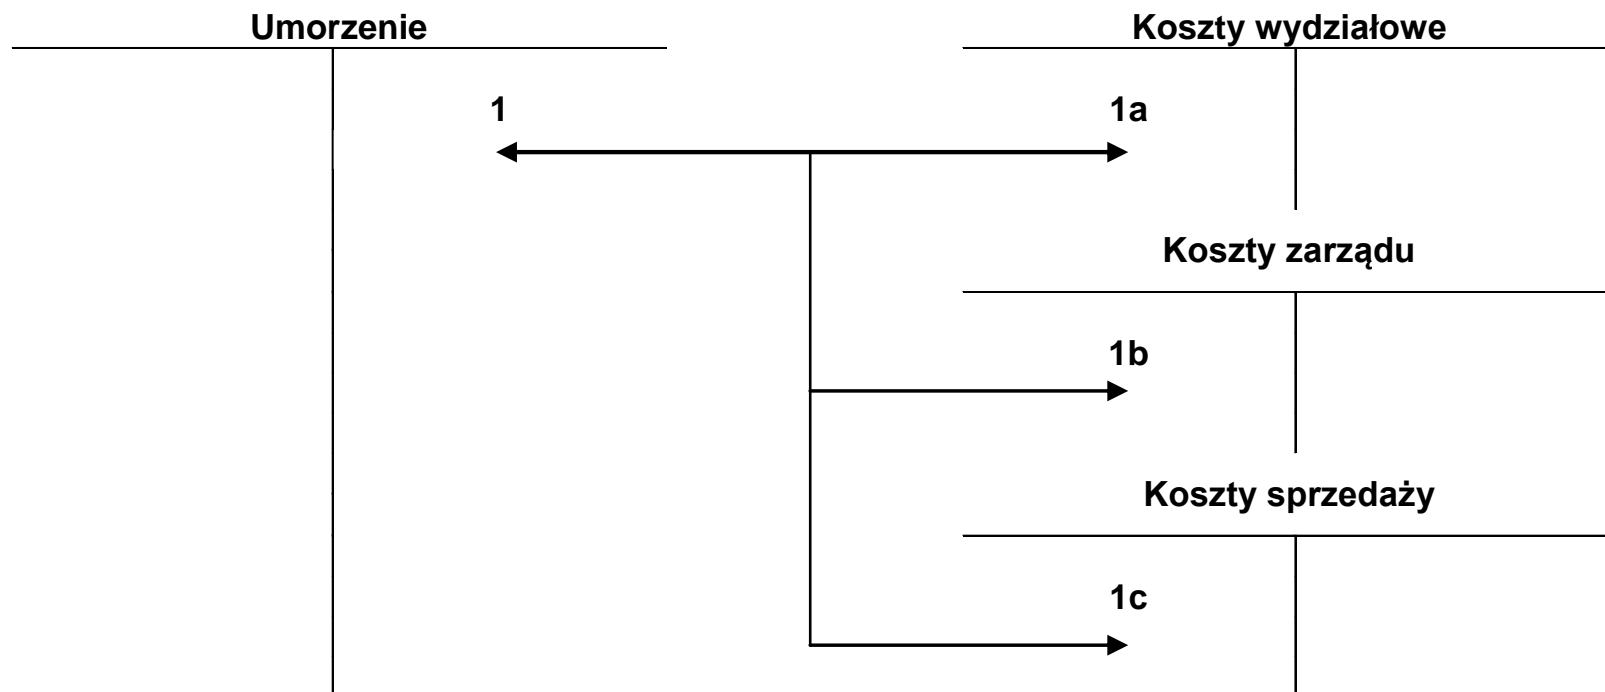 Umorzenie
Koszty wydziałowe
1
1a
Koszty zarządu
1b
Koszty sprzedaży
1c